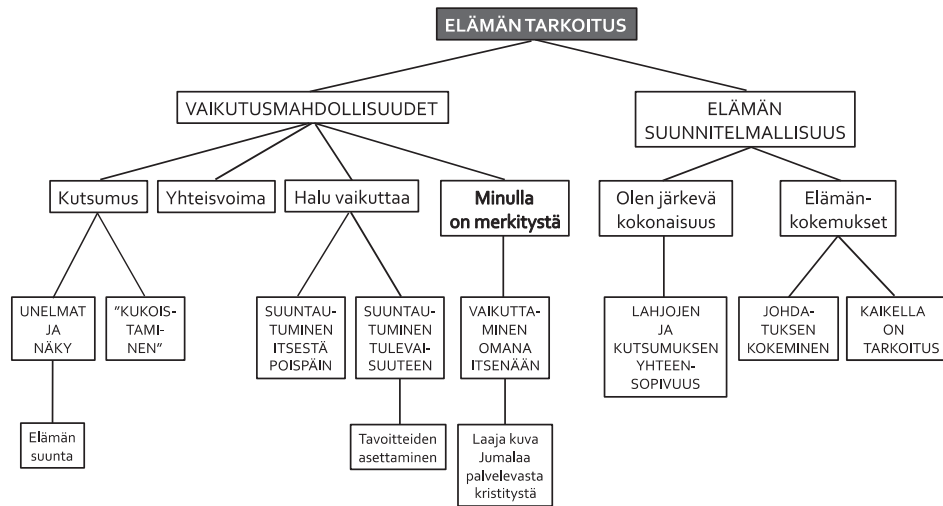 ELÄMÄN TARKOITUS
VAIKUTUSMAHDOLLISUUDET
ELÄMÄN
SUUNNITELMALLISUUS
Kutsumus
Yhteisvoima
Halu vaikuttaa
Minulla
on merkitystä
Olen järkevä
kokonaisuus
Elämän-
kokemukset
UNELMAT
JA
NÄKY
”KUKOIS-
TAMI-
NEN”
SUUNTAU-
TUMINEN
ITSESTÄ
POISPÄIN
SUUNTAU-
TUMINEN
TULEVAI-
SUUTEEN
VAIKUTTA-
MINEN
OMANA
ITSENÄÄN
LAHJOJEN
JA
KUTSUMUKSEN
YHTEEN-
SOPIVUUS
JOHDA-
TUKSEN
KOKEMINEN
KAIKELLA
ON
TARKOITUS
Elämän
suunta
Tavoitteiden
asettaminen
Laaja kuva
Jumalaa
palvelevasta
kristitystä